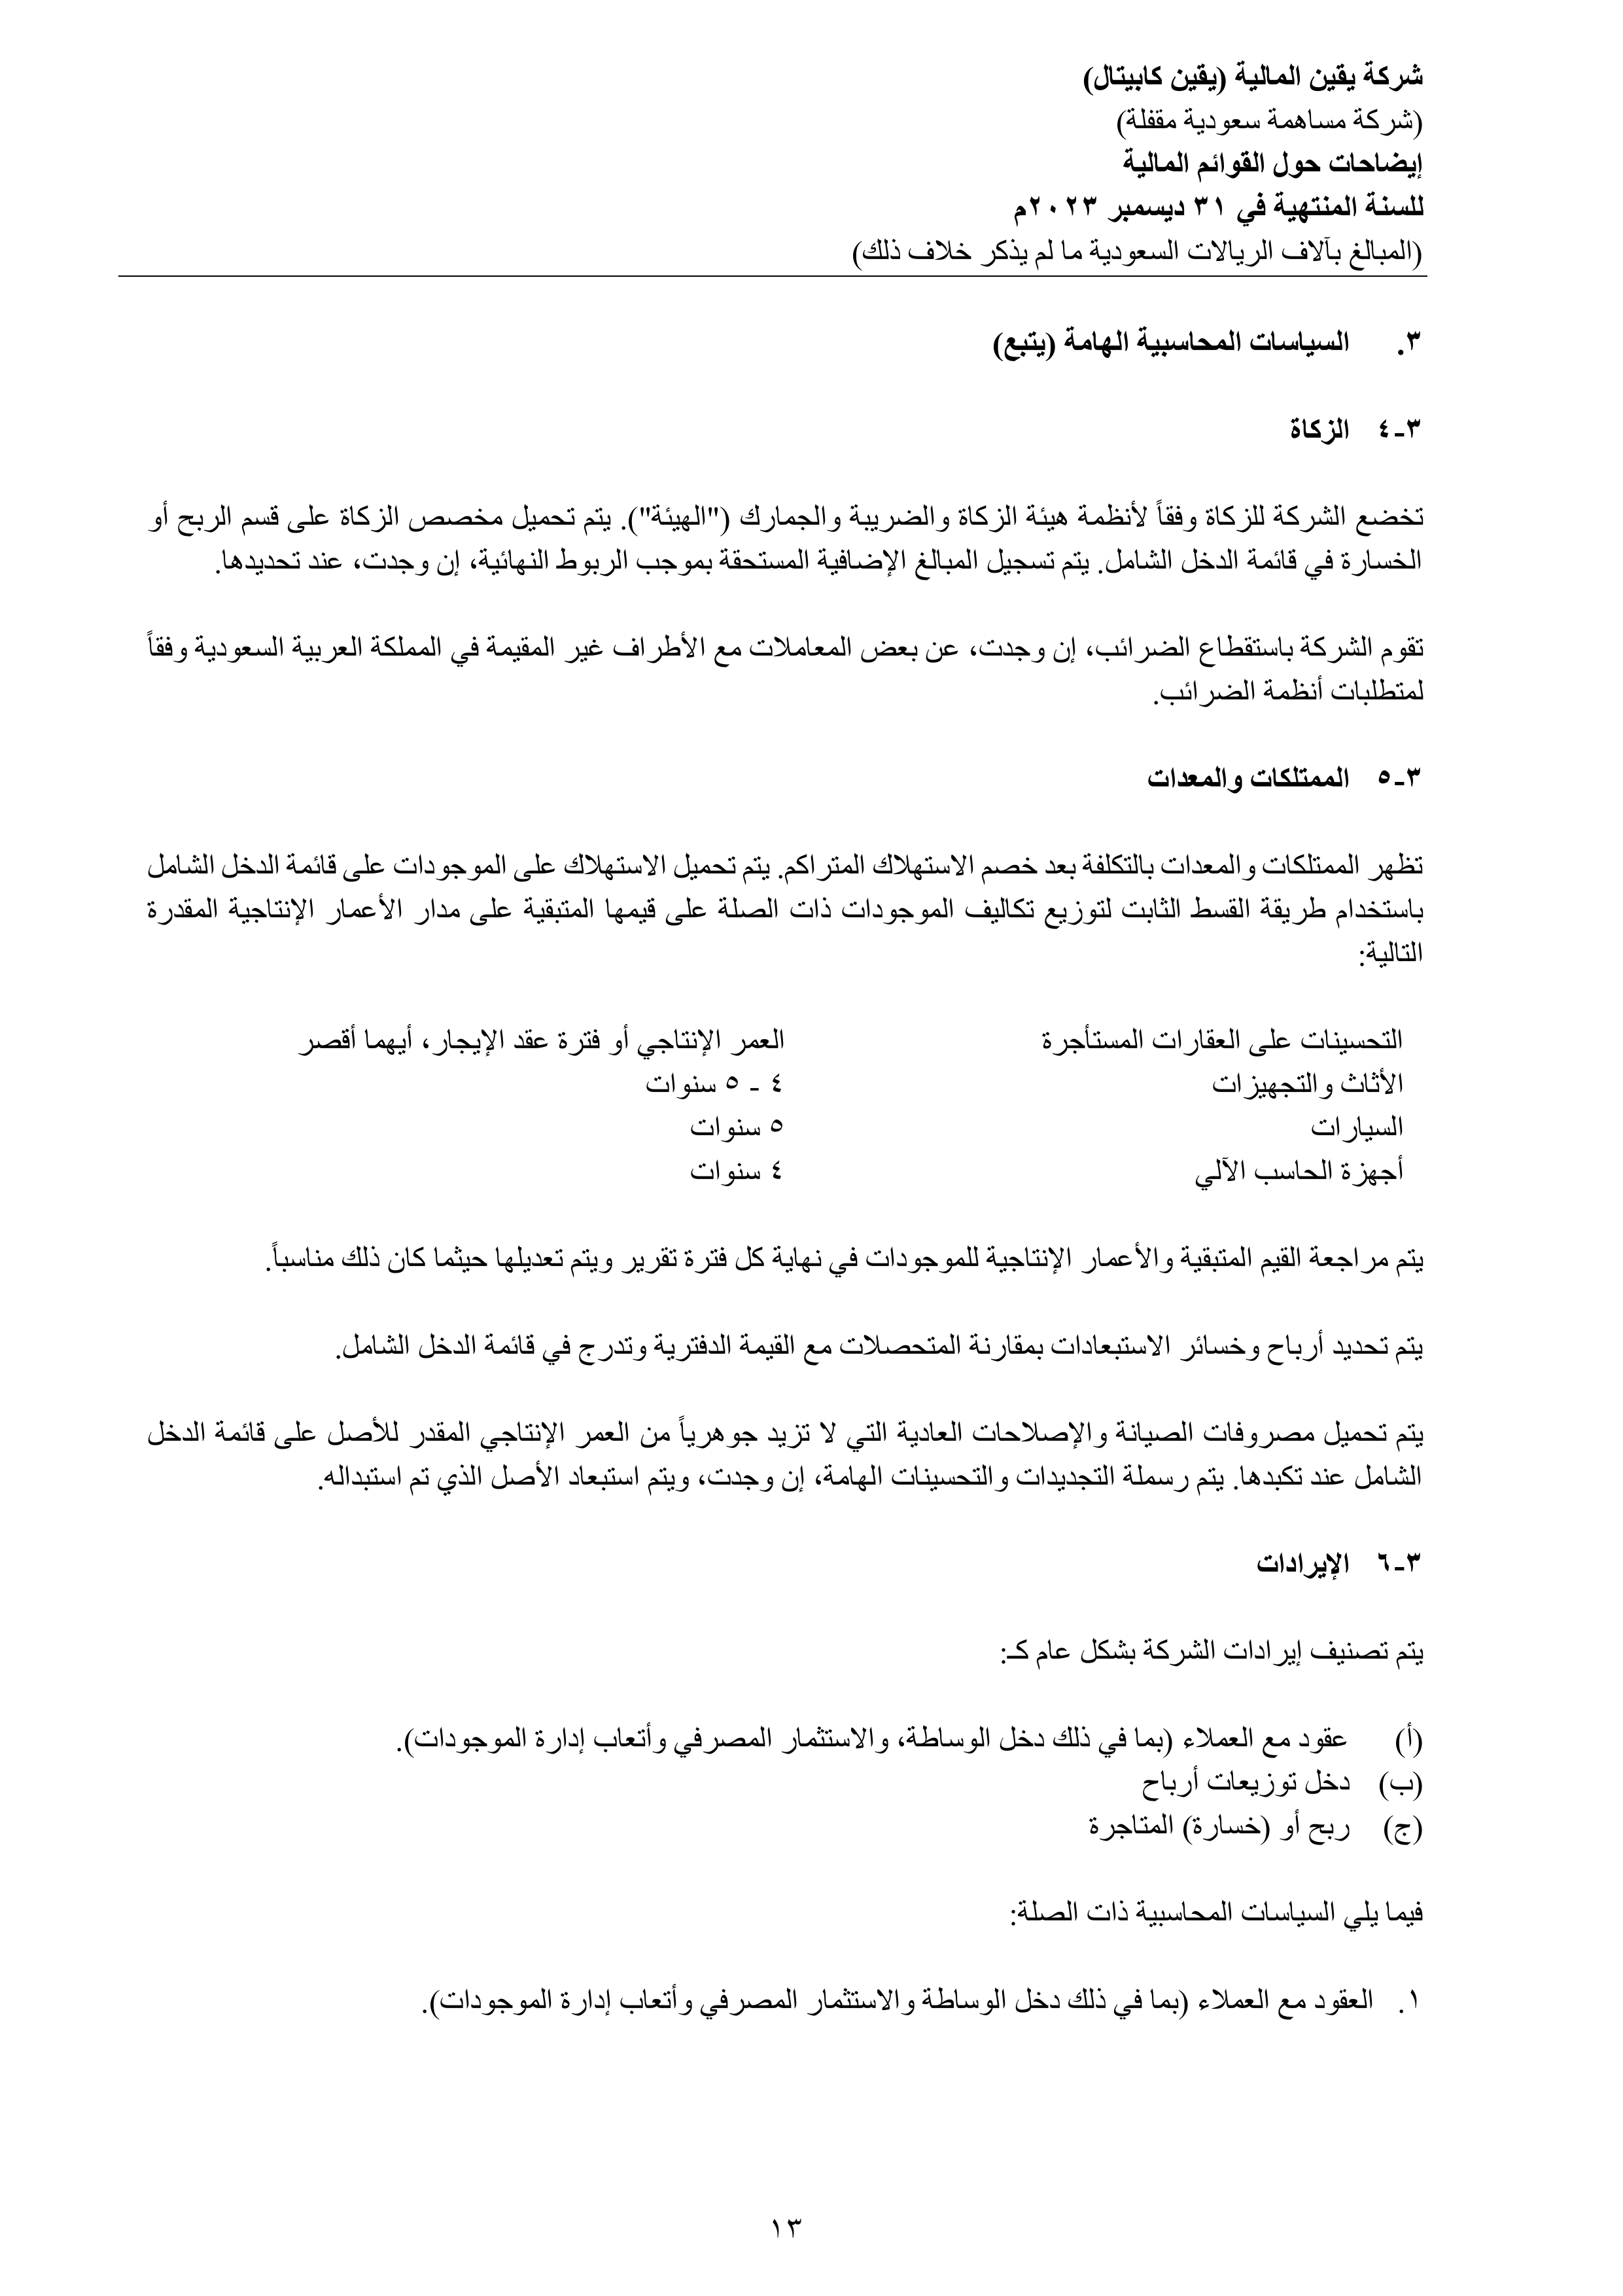 شركة يقين المالية (يقين كابيتال)
(شركة مساهمة سعودية مقفلة)
إيضاحات حول القوائم المالية
للسنة المنتهية في ٣١ ديسمبر ٢٠٢٣م
(المبالغ بآلاف الريالات السعودية ما لم يذكر خلاف ذلك)
٣. السياسات المحاسبية الهامة (يتبع)
٣-٤ الزكاة
تخضع الشركة للزكاة وفقاً لأنظمة هيئة الزكاة والضريبة والجمارك ("الهيئة"). يتم تحميل مخصص الزكاة على قسم الربح أو
الخسارة في قائمة الدخل الشامل. يتم تسجيل المبالغ الإضافية المستحقة بموجب الربوط النهائية، إن وجدت، عند تحديدها.
تقوم الشركة باستقطاع الضرائب، إن وجدت، عن بعض المعاملات مع الأطراف غير المقيمة في المملكة العربية السعودية وفقاً
لمتطلبات أنظمة الضرائب.
٣-٥ الممتلكات والمعدات
تظهر الممتلكات والمعدات بالتكلفة بعد خصم الاستهلاك المتراكم. يتم تحميل الاستهلاك على الموجودات على قائمة الدخل الشامل
باستخدام طريقة القسط الثابت لتوزيع تكاليف الموجودات ذات الصلة على قيمها المتبقية على مدار الأعمار الإنتاجية المقدرة
التالية:
التحسينات على العقارات المستأجرة العمر الإنتاجي أو فترة عقد الإيجار، أيهما أقصر
الأثاث والتجهيزات ٤ - ٥ سنوات
السيارات ٥ سنوات
أجهزة الحاسب الآلي ٤ سنوات
يتم مراجعة القيم المتبقية والأعمار الإنتاجية للموجودات في نهاية كل فترة تقرير ويتم تعديلها حيثما كان ذلك مناسباً.
يتم تحديد أرباح وخسائر الاستبعادات بمقارنة المتحصلات مع القيمة الدفترية وتدرج في قائمة الدخل الشامل.
يتم تحميل مصروفات الصيانة والإصلاحات العادية التي لا تزيد جوهرياً من العمر الإنتاجي المقدر للأصل على قائمة الدخل
الشامل عند تكبدها. يتم رسملة التجديدات والتحسينات الهامة، إن وجدت، ويتم استبعاد الأصل الذي تم استبداله.
٣-٦ الإيرادات
يتم تصنيف إيرادات الشركة بشكل عام كـ:
(أ) عقود مع العملاء (بما في ذلك دخل الوساطة، والاستثمار المصرفي وأتعاب إدارة الموجودات).
(ب) دخل توزيعات أرباح
(ج) ربح أو (خسارة) المتاجرة
فيما يلي السياسات المحاسبية ذات الصلة:
١. العقود مع العملاء (بما في ذلك دخل الوساطة والاستثمار المصرفي وأتعاب إدارة الموجودات).
١٣